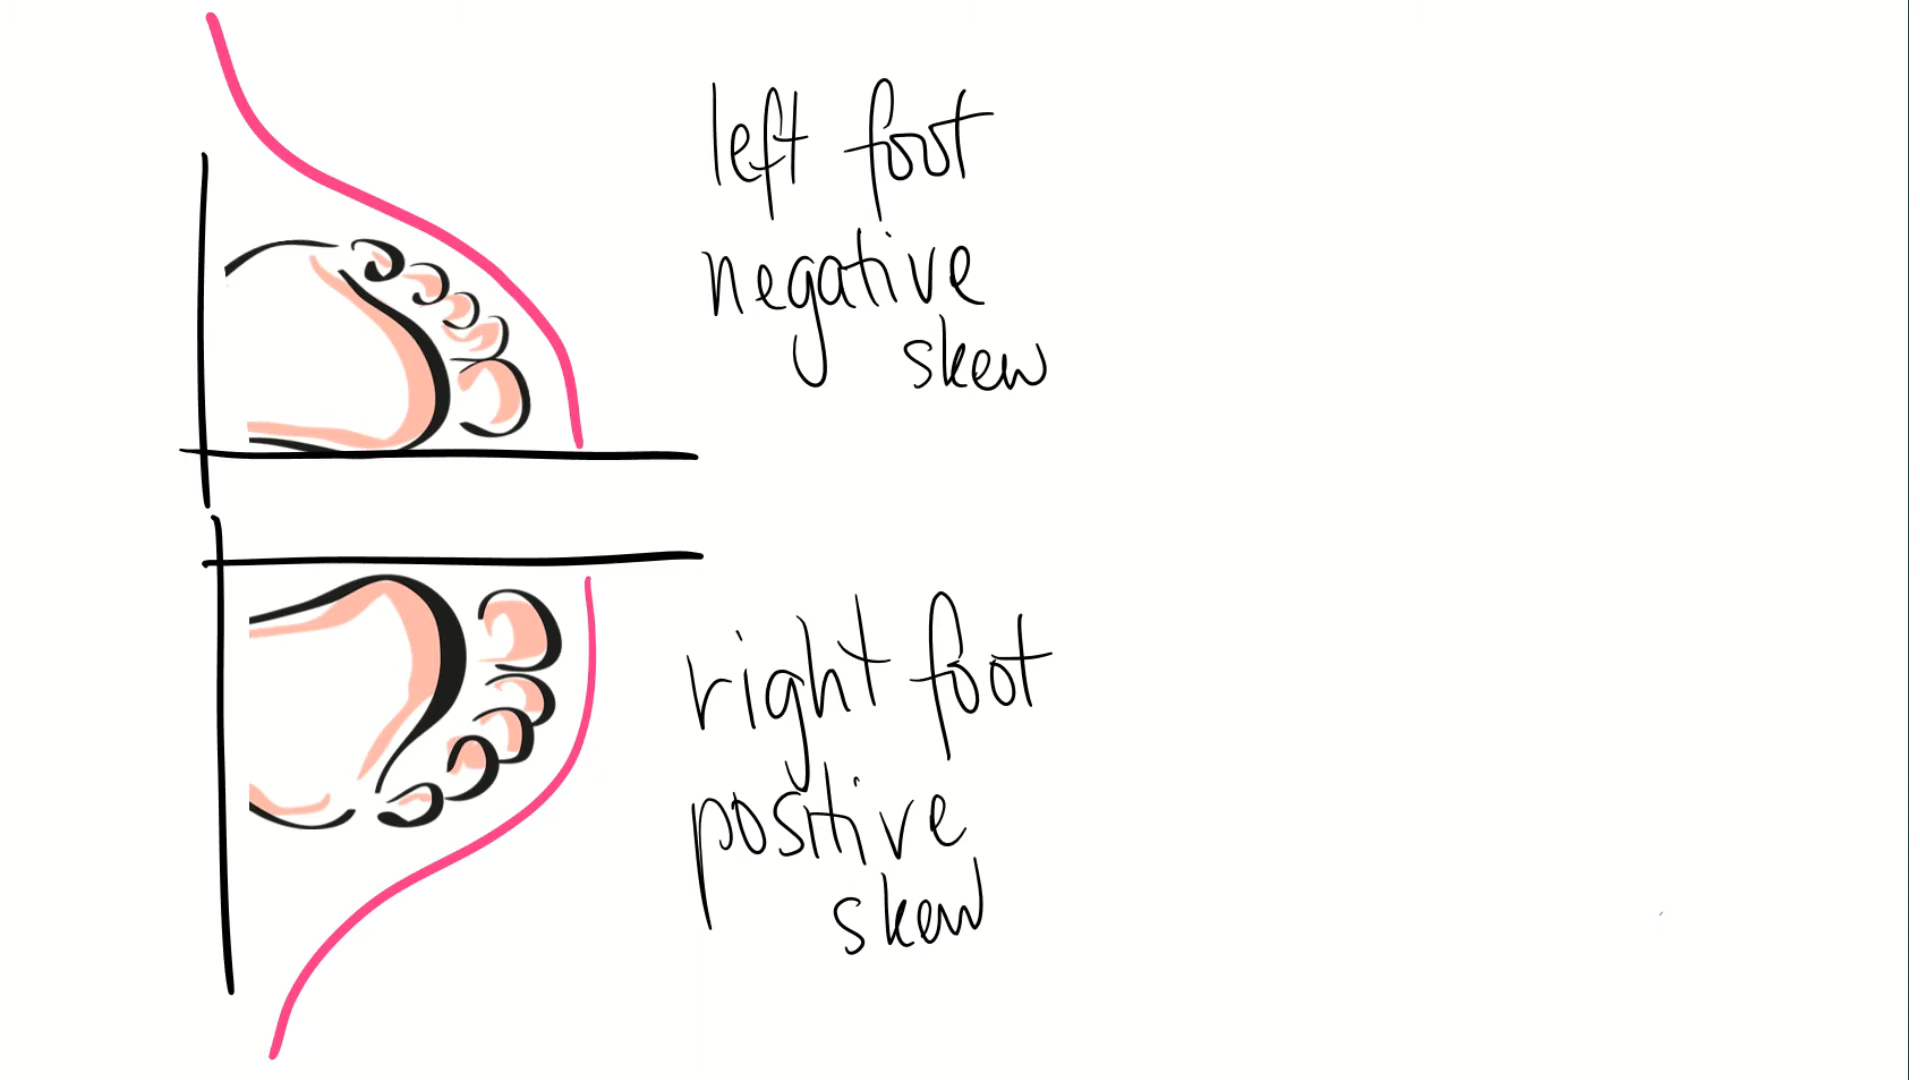 left foot
negative
skew
right foot
positive
skew